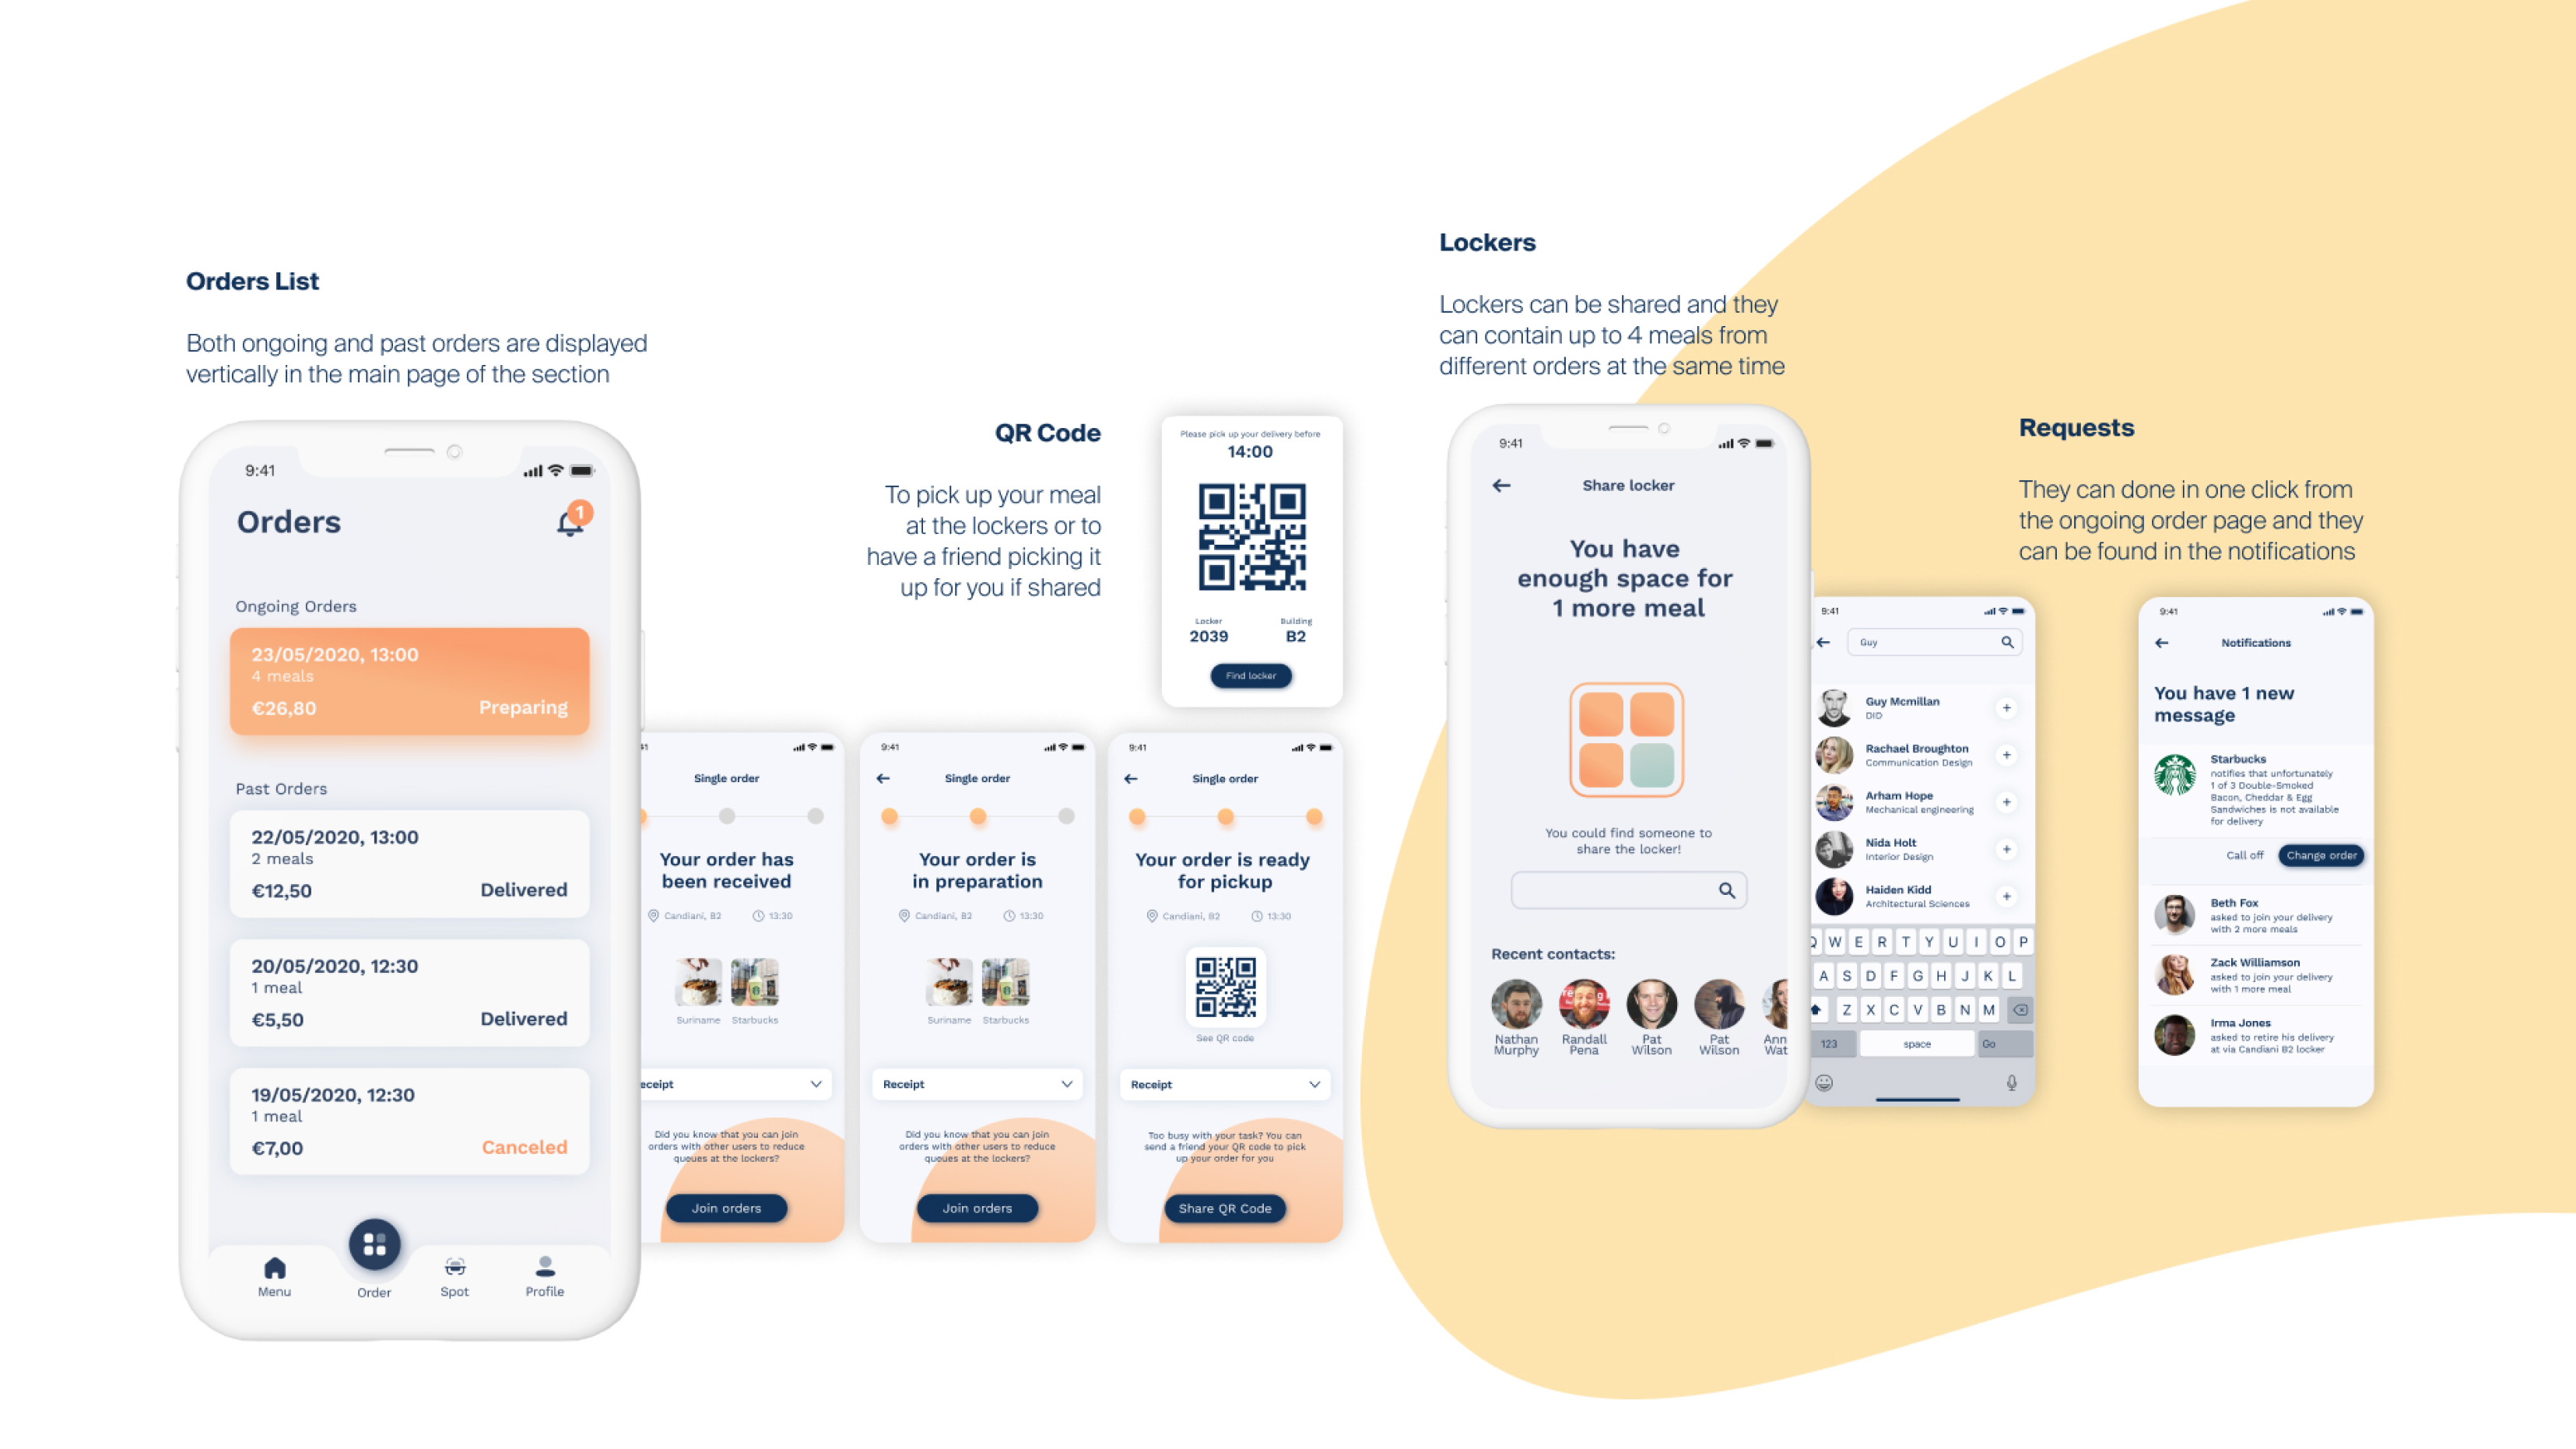 Orders List
Both ongoing and past orders are displayed
vertically in the main page of the section
9:41
Orders
1
Ongoing Orders
23/05/2020, 13:00
4 meals
€26,80 Preparing
Past Orders
22/05/2020, 13:00
2 meals
€12,50 Delivered
20/05/2020, 12:30
1 meal
€5,50 Delivered
19/05/2020, 12:30
1 meal
€7,00 Canceled
Menu Order Spot Profile
QR Code
To pick up your meal
at the lockers or to
have a friend picking it
up for you if shared
Please pick up your delivery before
14:00
Locker Building
2039 B2
Find locker
41
Single order
Your order has
been received
Candiani, B2 13:30
Suriname Starbucks
eceipt
Did you know that you can join
orders with other users to reduce
queues at the lockers?
Join orders
9:41
Single order
Your order is
in preparation
Candiani, B2 13:30
Suriname Starbucks
Receipt
Did you know that you can join
orders with other users to reduce
queues at the lockers?
Join orders
9:41
Single order
Your order is ready
for pickup
Candiani, B2 13:30
See QR code
Receipt
Too busy with your task? You can
send a friend your QR code to pick
up your order for you
Share QR Code
Lockers
Lockers can be shared and they
can contain up to 4 meals from
different orders at the same time
9:41
Share locker
You have
enough space for
1 more meal
You could find someone to
share the locker!
Recent contacts:
Nathan Murphy
Randall Pena
Pat Wilson
Pat Wilson
Ann Wat
9:41
Guy
Guy Mcmillan
DID
Rachael Broughton
Communication Design
Arham Hope
Mechanical engineering
Nida Holt
Interior Design
Haiden Kidd
Architectural Sciences
Q W E R T Y U I O P
A S D F G H J K L
Z X C V B N M
123 space Go
Requests
They can done in one click from
the ongoing order page and they
can be found in the notifications
9:41
Notifications
You have 1 new
message
Starbucks
notifies that unfortunately
1 of 3 Double-Smoked
Bacon, Cheddar & Egg
Sandwiches is not available
for delivery
Call off Change order
Beth Fox
asked to join your delivery
with 2 more meals
Zack Williamson
asked to join your delivery
with 1 more meal
Irma Jones
asked to retire his delivery
at via Candiani B2 locker